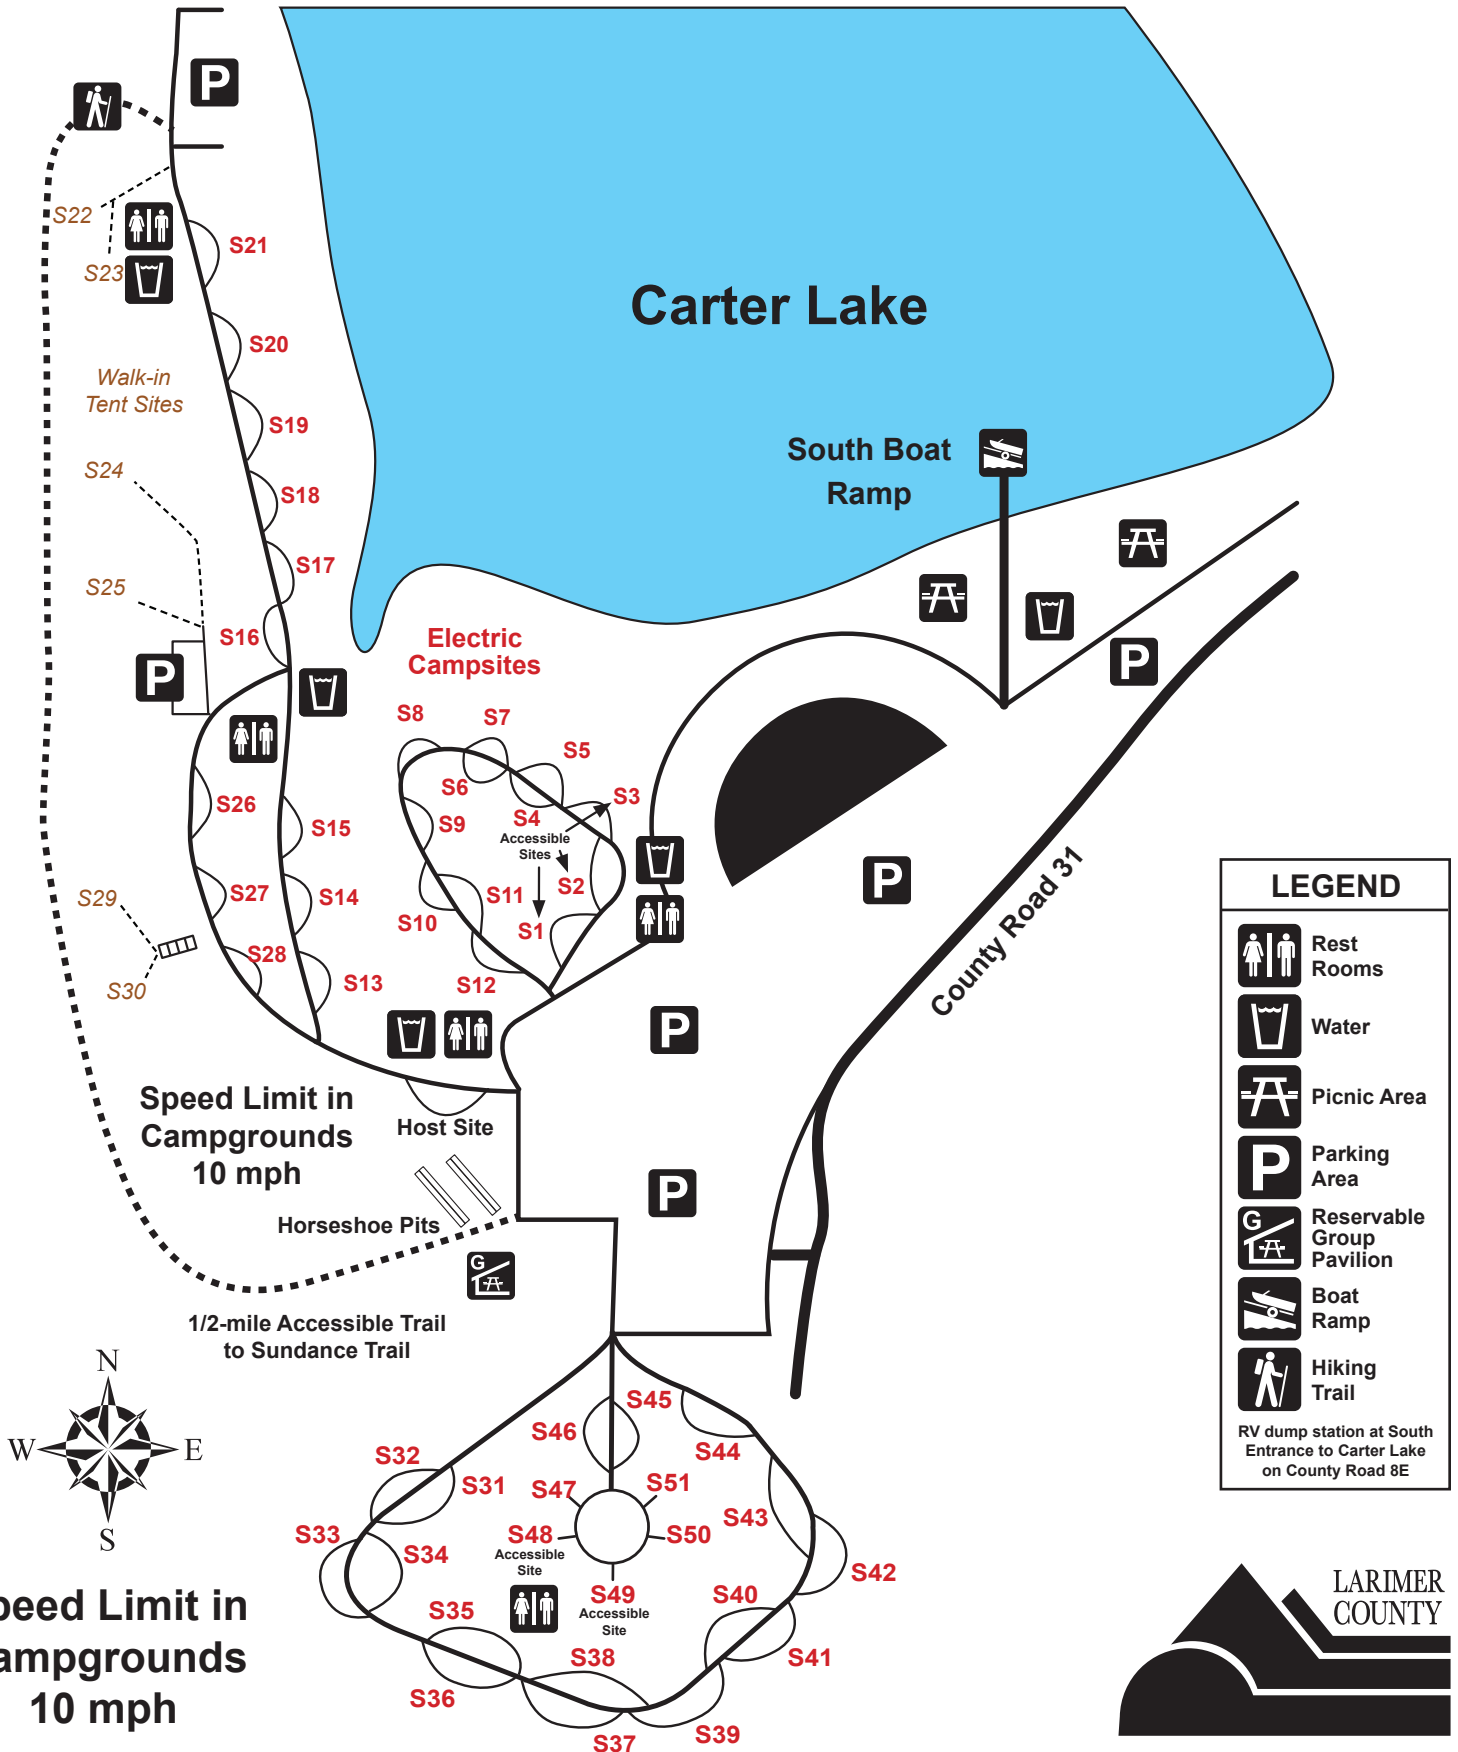 P
S22
S21
S23
S20
Carter Lake
Walk-in
Tent Sites
S19
South Boat
Ramp
S24
S18
S17
S25
S16
P
Electric
Campsites
P
S8
S7
S5
S6
S3
S26
S15
S9
S4
Accessible
Sites
S2
P
County Road 31
S27
S14
S11
S10
S1
S29
S28
S13
S12
S30
P
Speed Limit in
Campgrounds
10 mph
Host Site
P
Horseshoe Pits
G
1/2-mile Accessible Trail
to Sundance Trail
LEGEND
Rest
Rooms
Water
Picnic Area
P
Parking
Area
G
Reservable
Group
Pavilion
Boat
Ramp
Hiking
Trail
RV dump station at South
Entrance to Carter Lake
on County Road 8E
N
W
E
S
S45
S46
S44
S32
S31
S47
S51
S43
S33
S34
S48
Accessible
Site
S50
S49
Accessible
Site
S42
S40
S35
S38
S41
S36
S37
S39
peed Limit in
ampgrounds
10 mph
LARIMER
COUNTY